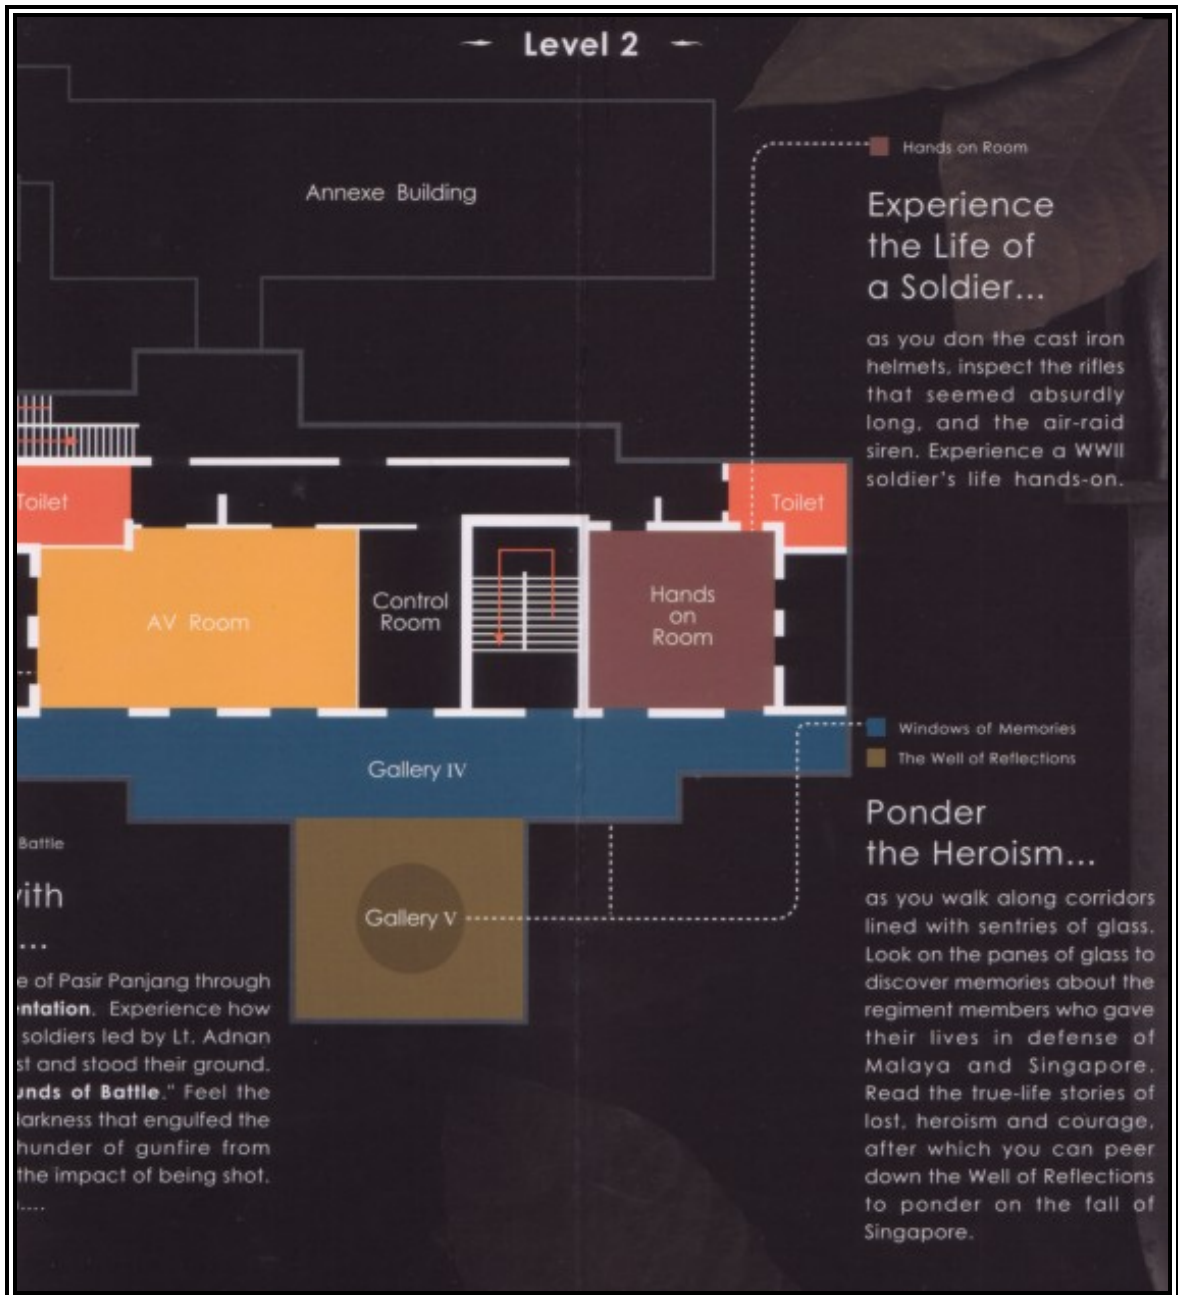 Level 2
Annexe Building
Hands on Room
Experience
the Life of
a Soldier...
as you don the cast iron
helmets, inspect the rifles
that seemed absurdly
long, and the air-raid
siren. Experience a WWII
soldier's life hands-on.
Toilet
Toilet
AV Room
Control
Room
Hands
on
Room
Gallery IV
Windows of Memories
The Well of Reflections
Gallery V
Ponder
the Heroism...
as you walk along corridors
lined with sentries of glass.
Look on the panes of glass to
discover memories about the
regiment members who gave
their lives in defense of
Malaya and Singapore.
Read the true-life stories of
lost, heroism and courage,
after which you can peer
down the Well of Reflections
to ponder on the fall of
Singapore.
Battle
...
e of Pasir Panjang through
entation. Experience how
soldiers led by Lt. Adnan
st and stood their ground.
unds of Battle." Feel the
arkness that engulfed the
hunder of gunfire from
the impact of being shot.
....